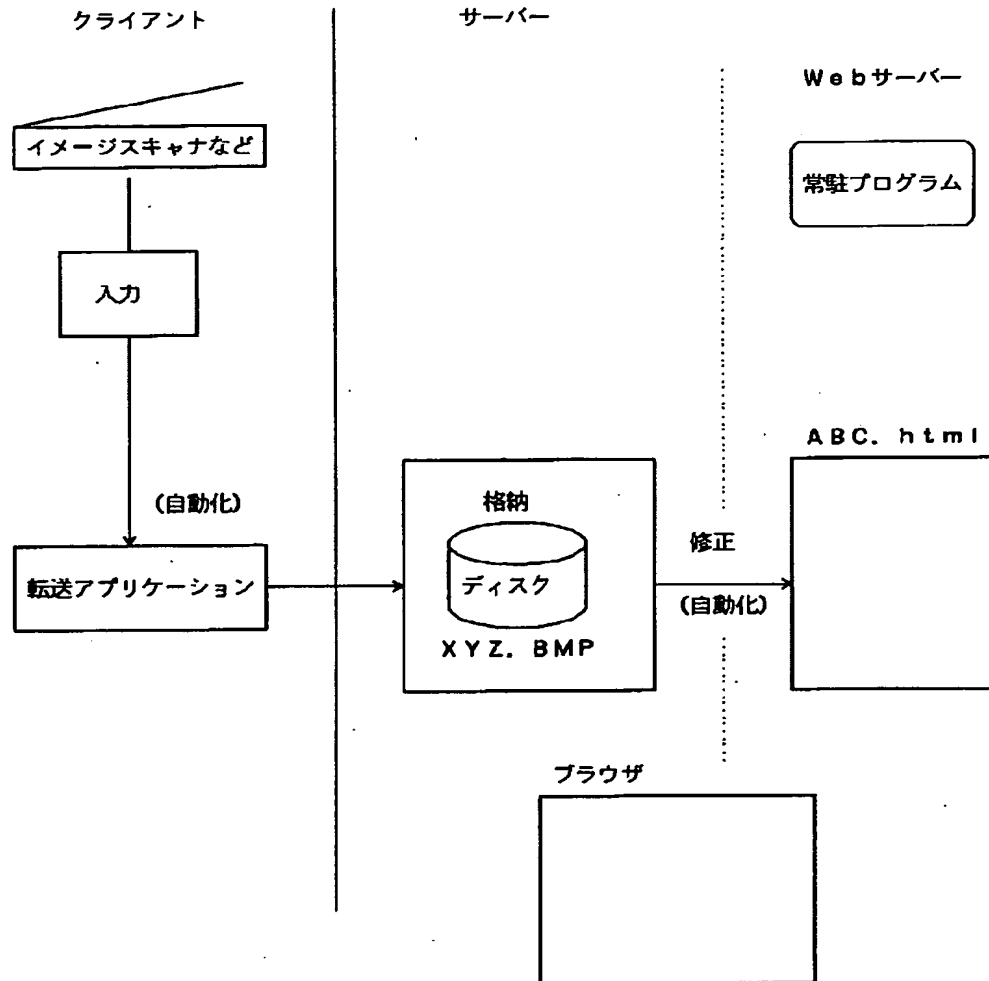 クライアント
サーバー
Webサーバー
イメージスキャナなど
常駐プログラム
入力
ABC.html
(自動化)
格納
修正
転送アプリケーション
ディスク
(自動化)
XYZ.BMP
ブラウザ